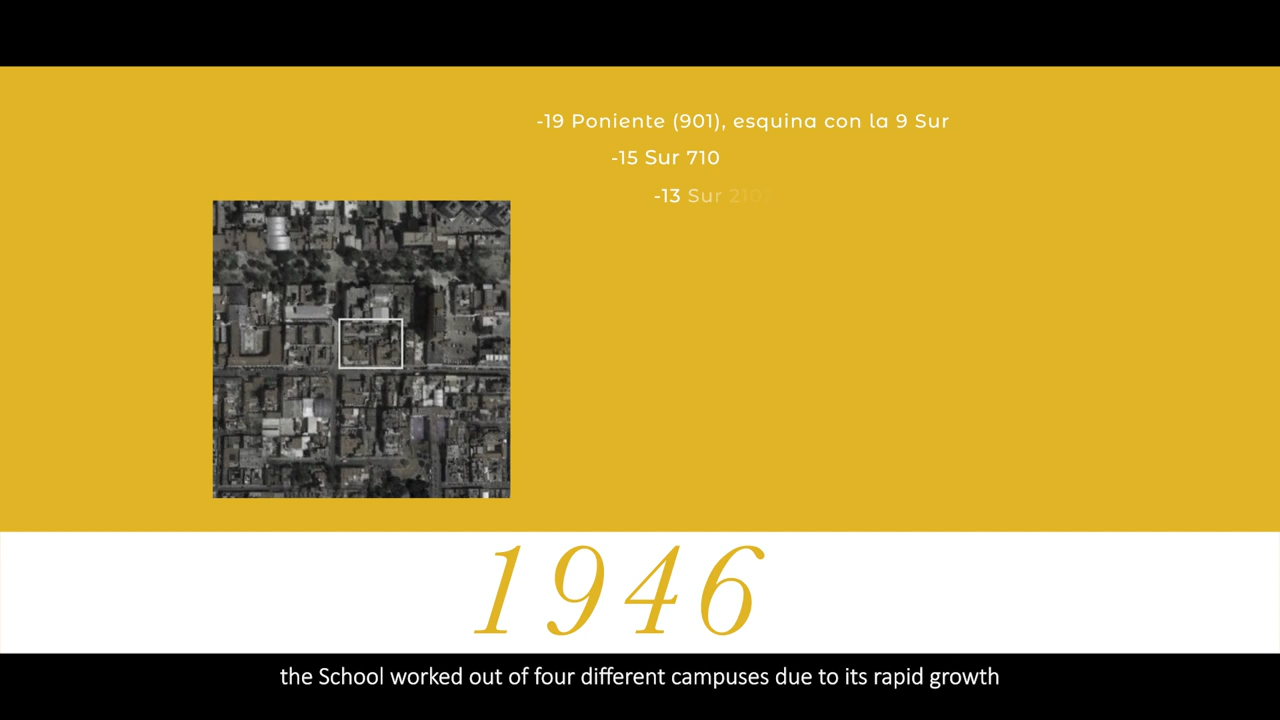 -19 Poniente (901), esquina con la 9 Sur
-15 Sur 710
-13 Sur 210
1946
the School worked out of four different campuses due to its rapid growth